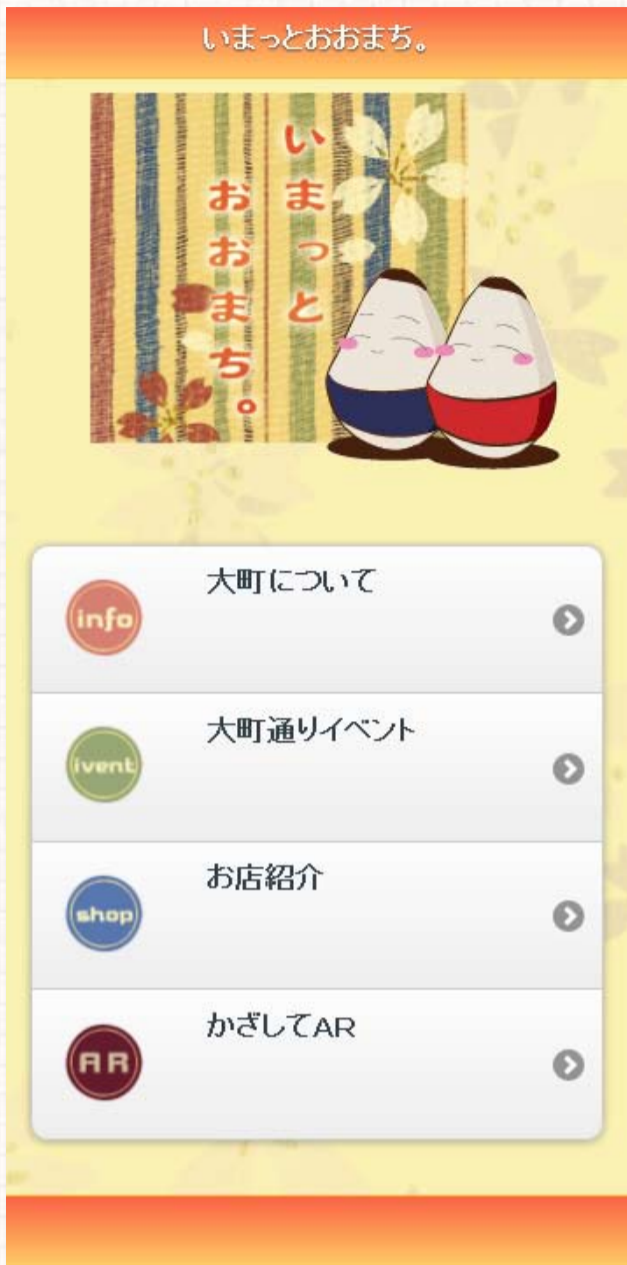 いまっとおおまち。
いまっと
おおまち。
info
大町について
ivent
大町通りイベント
shop
お店紹介
AR
かざしてAR